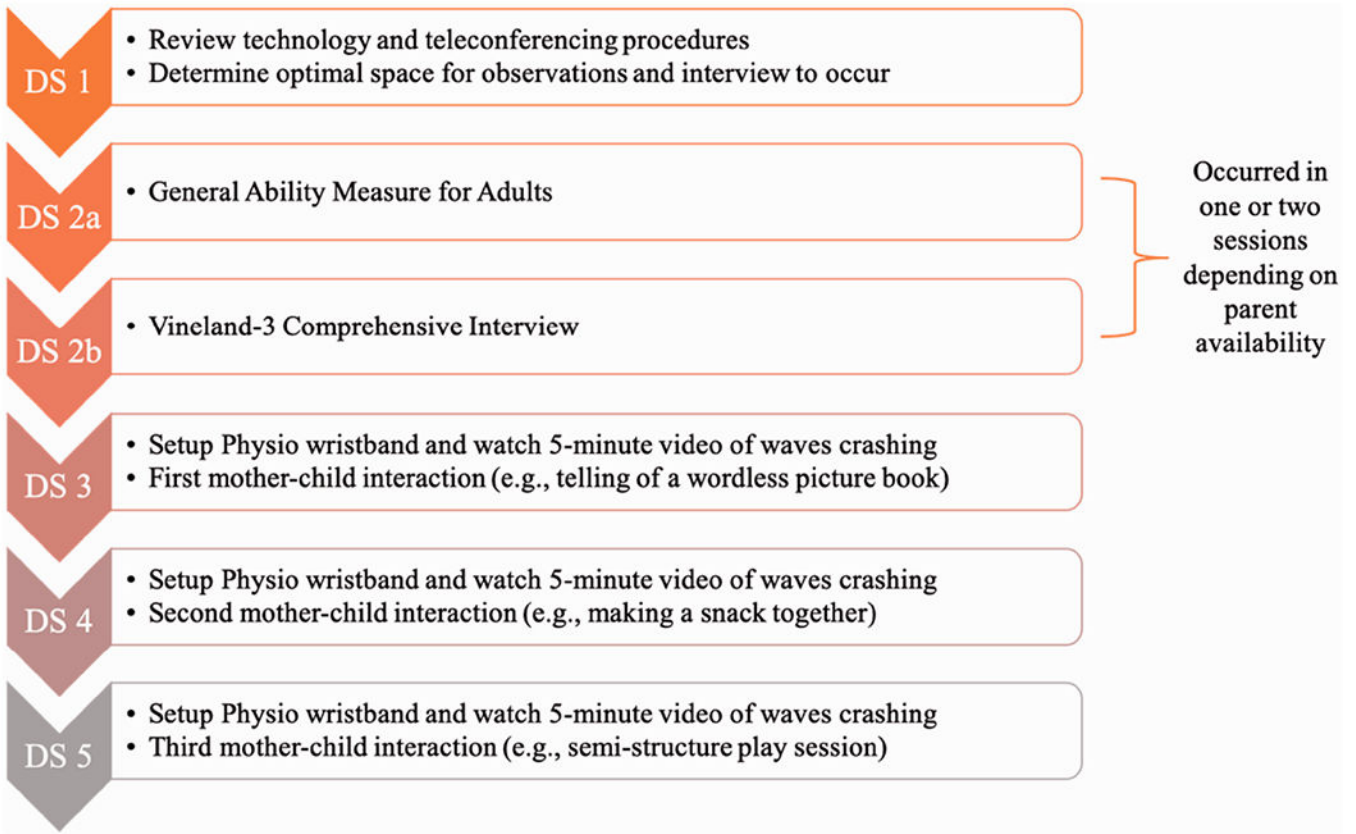 DS 1
• Review technology and teleconferencing procedures
• Determine optimal space for observations and interview to occur
DS 2a
• General Ability Measure for Adults
DS 2b
• Vineland-3 Comprehensive Interview
Occurred in
one or two
sessions
depending on
parent
availability
DS 3
• Setup Physio wristband and watch 5-minute video of waves crashing
• First mother-child interaction (e.g., telling of a wordless picture book)
DS 4
• Setup Physio wristband and watch 5-minute video of waves crashing
• Second mother-child interaction (e.g., making a snack together)
DS 5
• Setup Physio wristband and watch 5-minute video of waves crashing
• Third mother-child interaction (e.g., semi-structure play session)